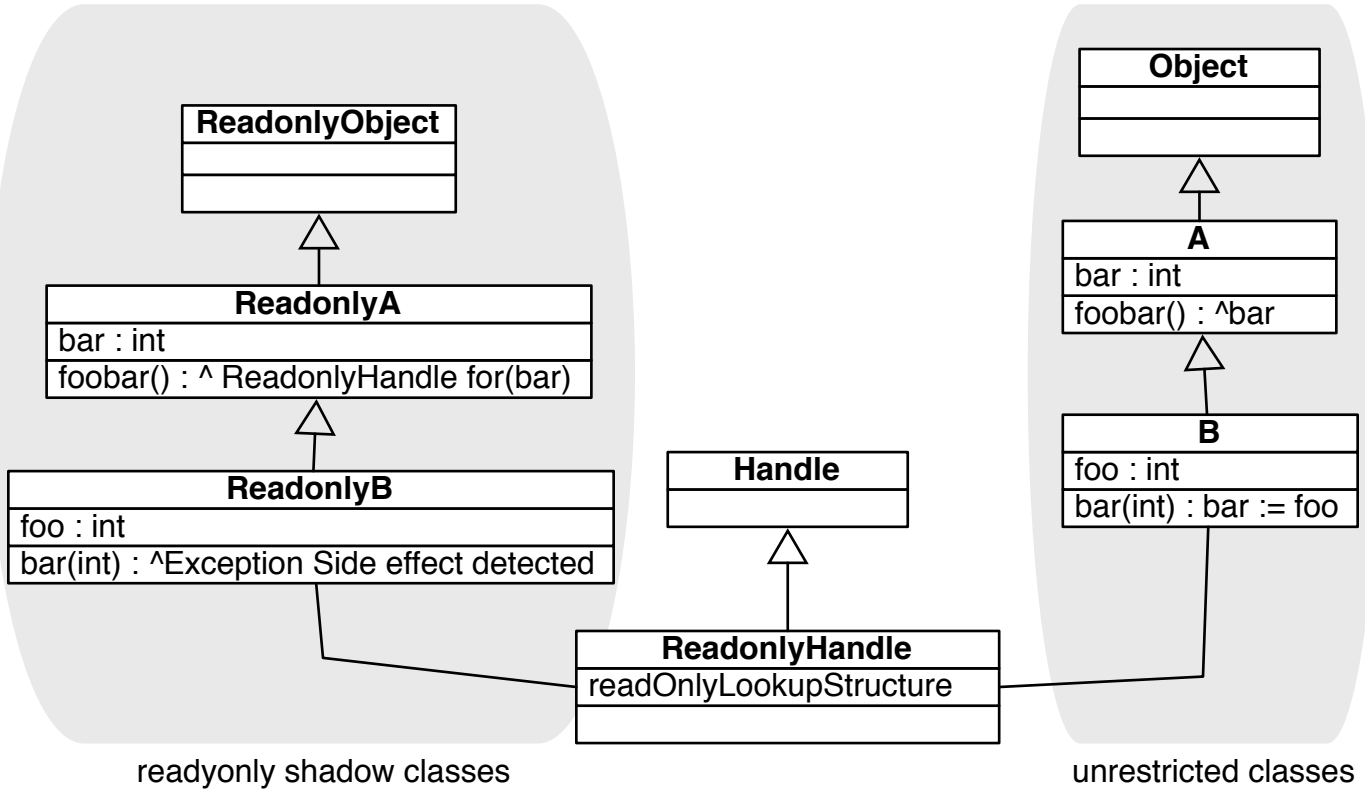 ReadonlyObject
ReadonlyA
bar : int
foobar() : ^ ReadonlyHandle for(bar)
ReadonlyB
foo : int
bar(int) : ^Exception Side effect detected
Handle
ReadonlyHandle
readOnlyLookupStructure
Object
A
bar : int
foobar() : ^bar
B
foo : int
bar(int) : bar := foo
readyonly shadow classes
unrestricted classes